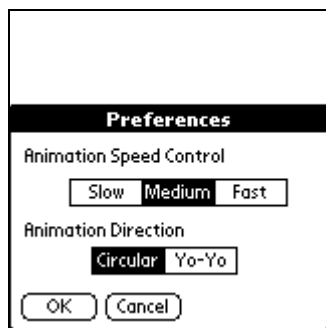 Preferences
Animation Speed Control
Slow Medium Fast
Animation Direction
Circular Yo-Yo
OK Cancel